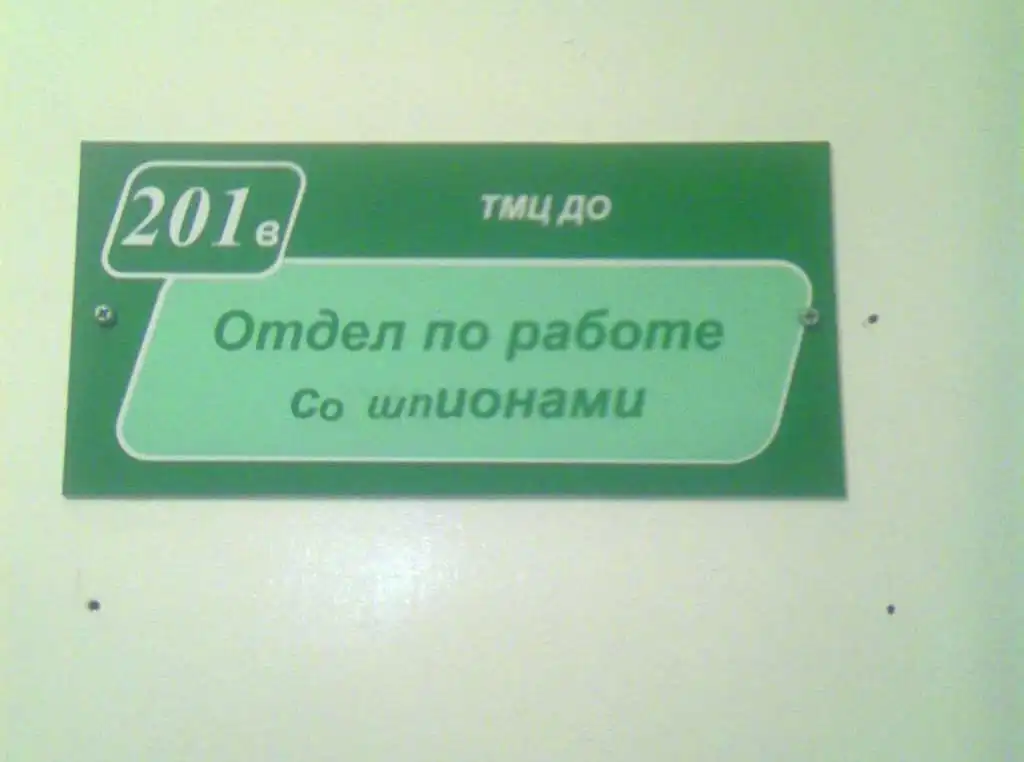 201в
ТМЦ ДО
Отдел по работе
Со шпионами